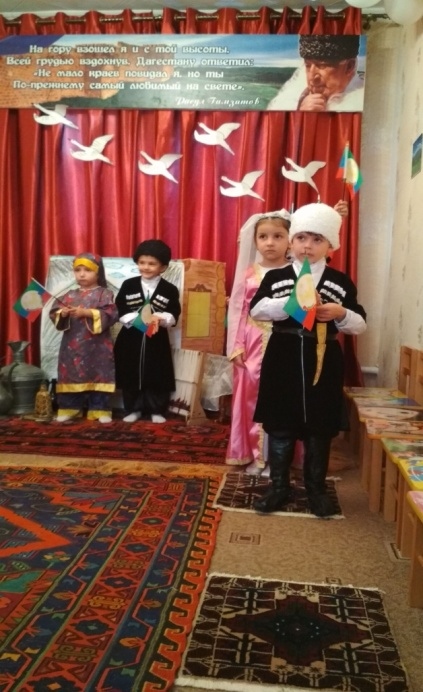 На гору взошел я и с той высоты,
Всей грудью вздохнув, Дагестану ответил:
«Не мало краев повидал я, но ты
По-прежнему самый любимый на свете».
Расул Гамзатов